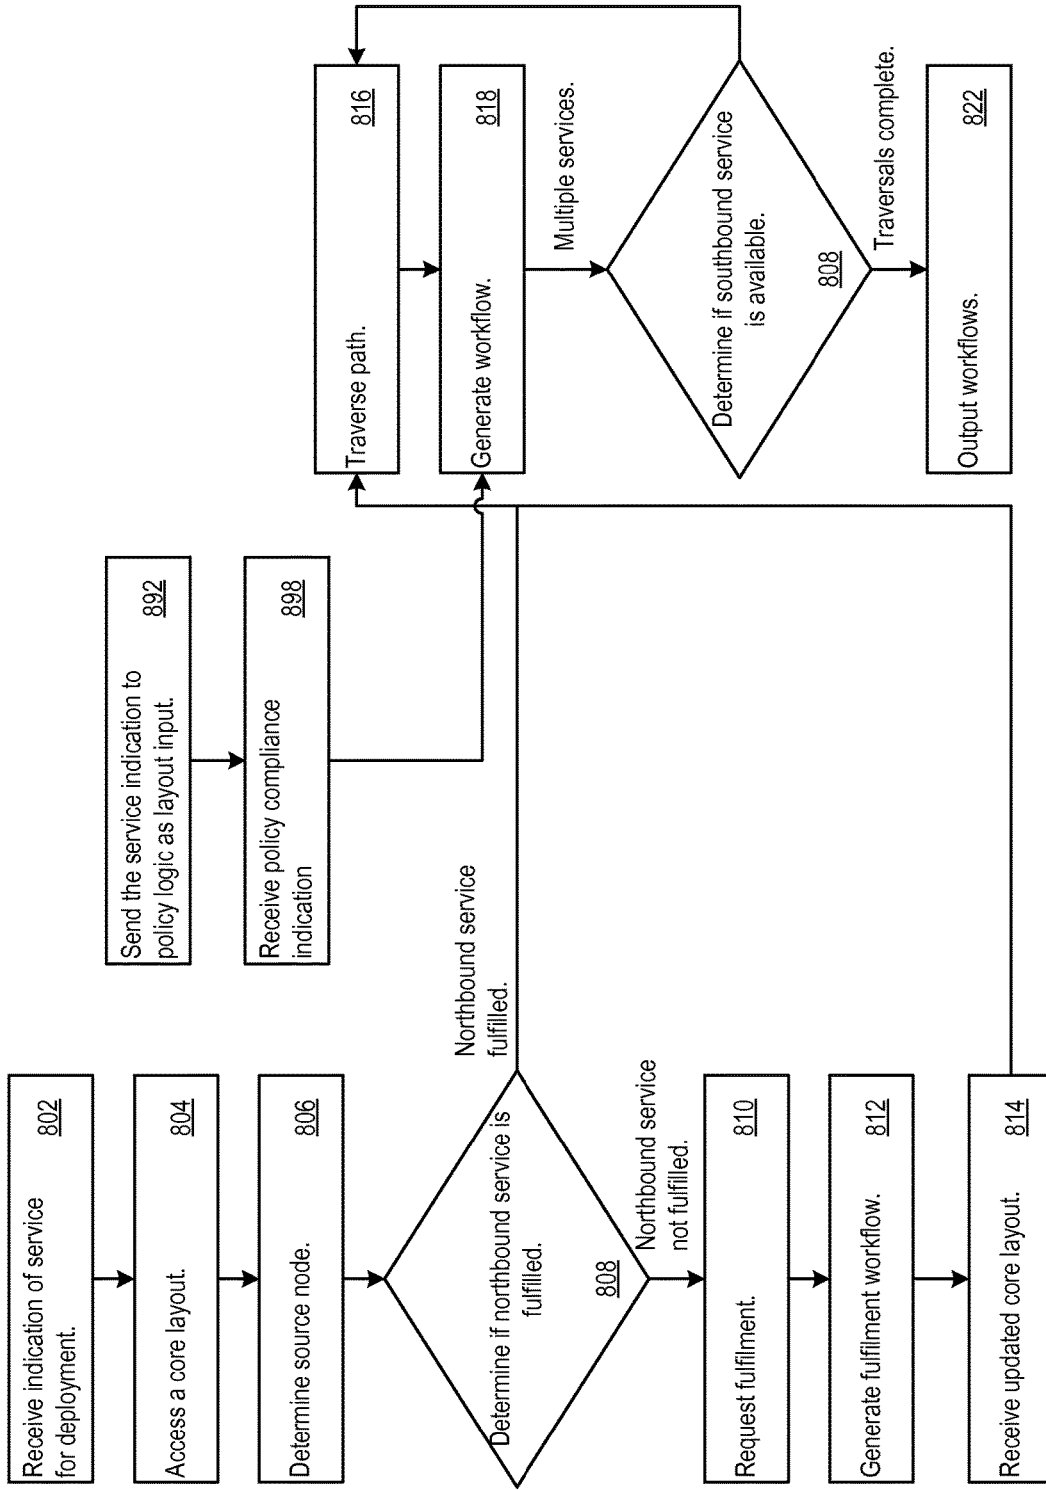 Receive indication of service
for deployment.
802
Access a core layout.
804
Determine source node.
806
Determine if northbound service is
fulfilled.
808
Northbound service
fulfilled.
Northbound service
not fulfilled.
Request fulfilment.
810
Generate fulfilment workflow.
812
Receive updated core layout.
814
Send the service indication to
policy logic as layout input.
892
Receive policy compliance
indication
898
Traverse path.
816
Generate workflow.
818
Multiple services.
Determine if southbound service
is available.
808
Traversals complete.
Output workflows.
822